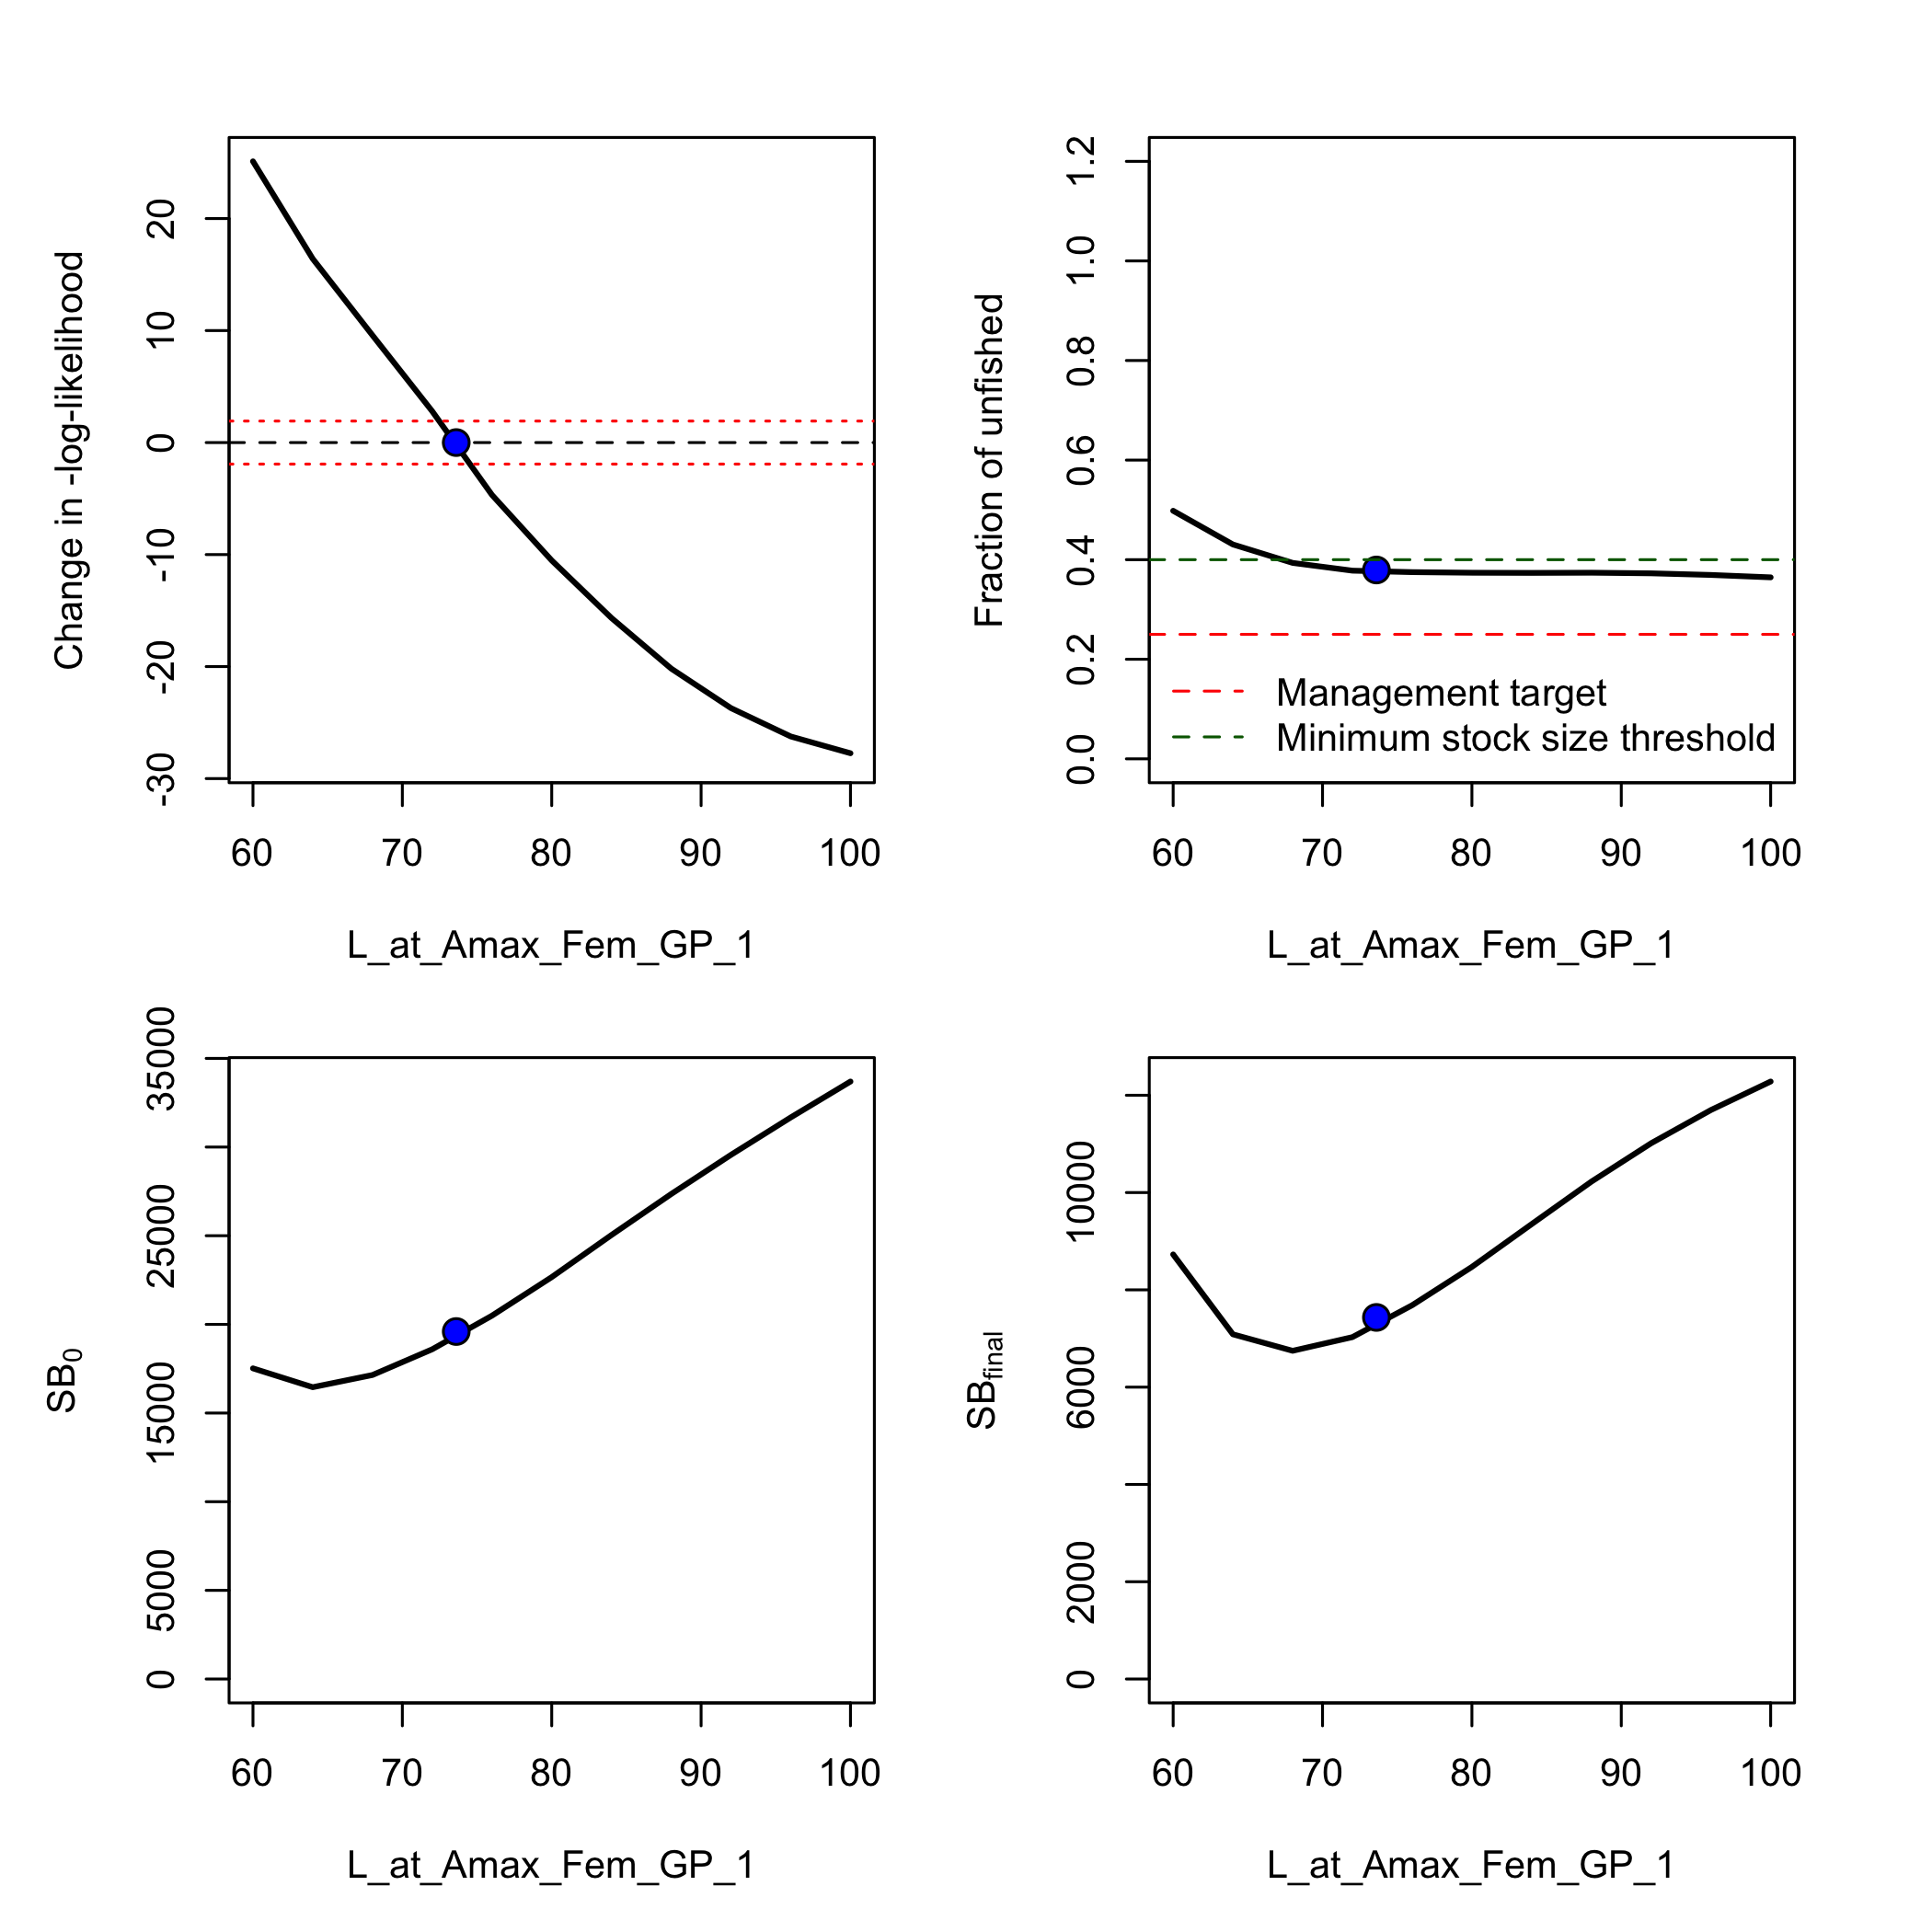 Change in -log-likelihood
-30 -20 -10 0 10 20
60 70 80 90 100
L_at_Amax_Fem_GP_1
Fraction of unfished
0.0 0.2 0.4 0.6 0.8 1.0 1.2
Management target
Minimum stock size threshold
60 70 80 90 100
L_at_Amax_Fem_GP_1
SB0
0 5000 15000 25000 35000
60 70 80 90 100
L_at_Amax_Fem_GP_1
SBfinal
0 2000 6000 10000
60 70 80 90 100
L_at_Amax_Fem_GP_1